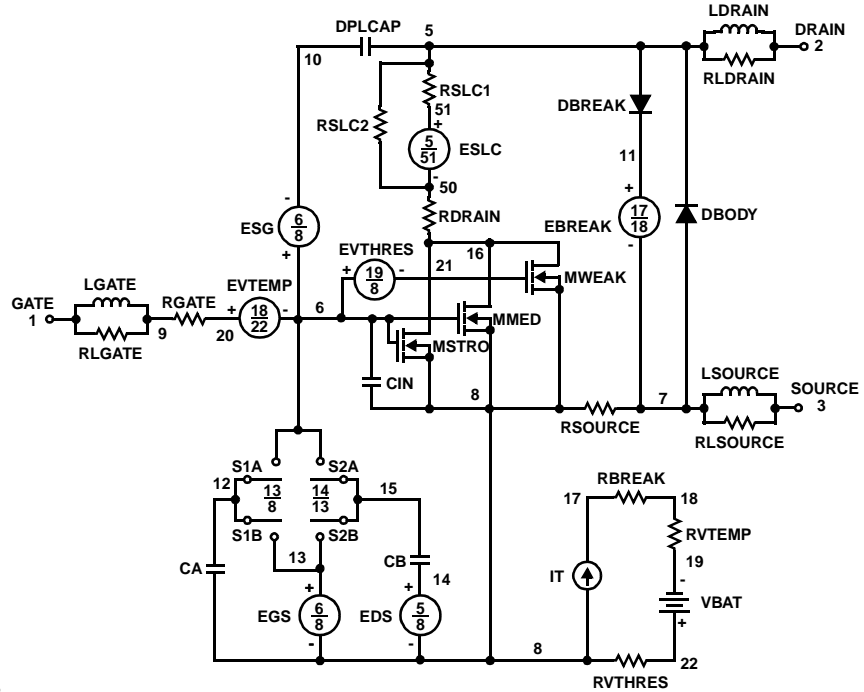 LDRAIN
DPLCAP 5 DRAIN
10 2
RSLC1 RLDRAIN
51 DBREAK
RSLC2 +
5
51 ESLC
11
- 50
- +
6
8 RDRAIN 17
18 DBODY
ESG EBREAK
+ EVTHRES 16 -
+ 19
8 - 21 MWEAK
LGATE EVTEMP
GATE RGATE + 18
22 - 6 MMED
1 9 20
RLGATE MSTRO
LSOURCE
CIN 8 7 SOURCE
3
RSOURCE
RLSOURCE
S1A S2A
12 13
8 14
13 15 RBREAK
17 18
S1B S2B
13 RVTEMP
CA CB
+ + 14 IT 19
-
VBAT
EGS 6
8 EDS 5
8 +
- - 8 22
RVTHRES